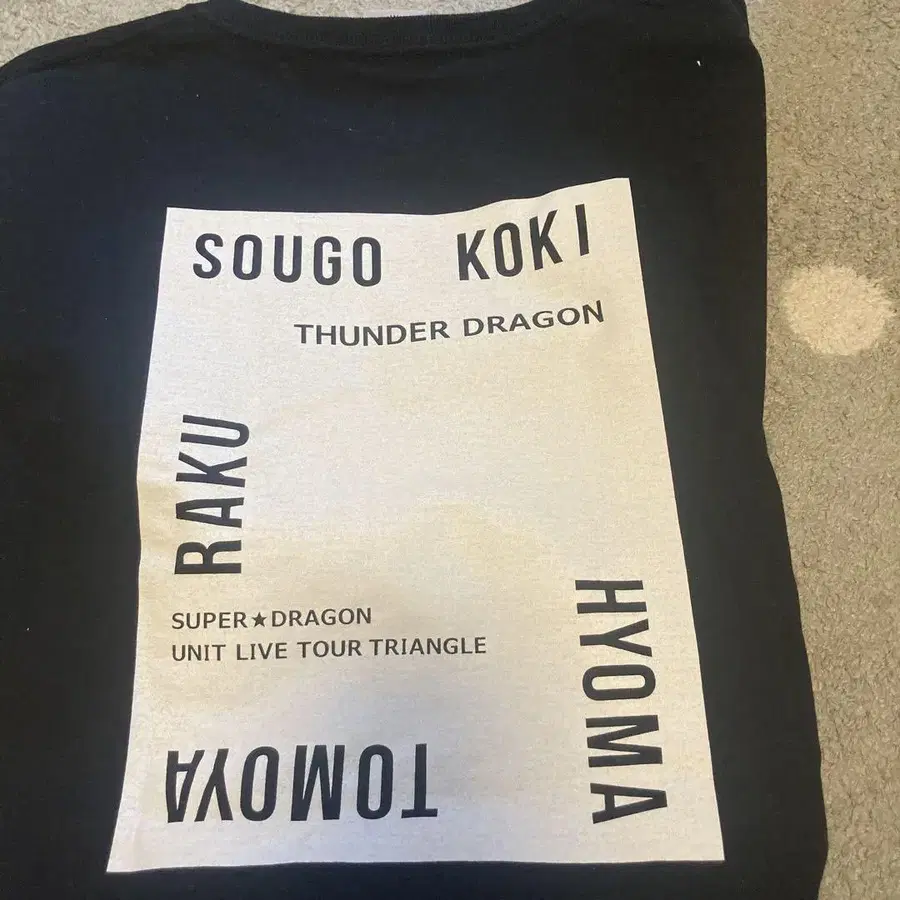 SOUGO KOKI
THUNDER DRAGON
RAKU
SUPER★DRAGON
UNIT LIVE TOUR TRIANGLE
HYOMA
TOMOYA